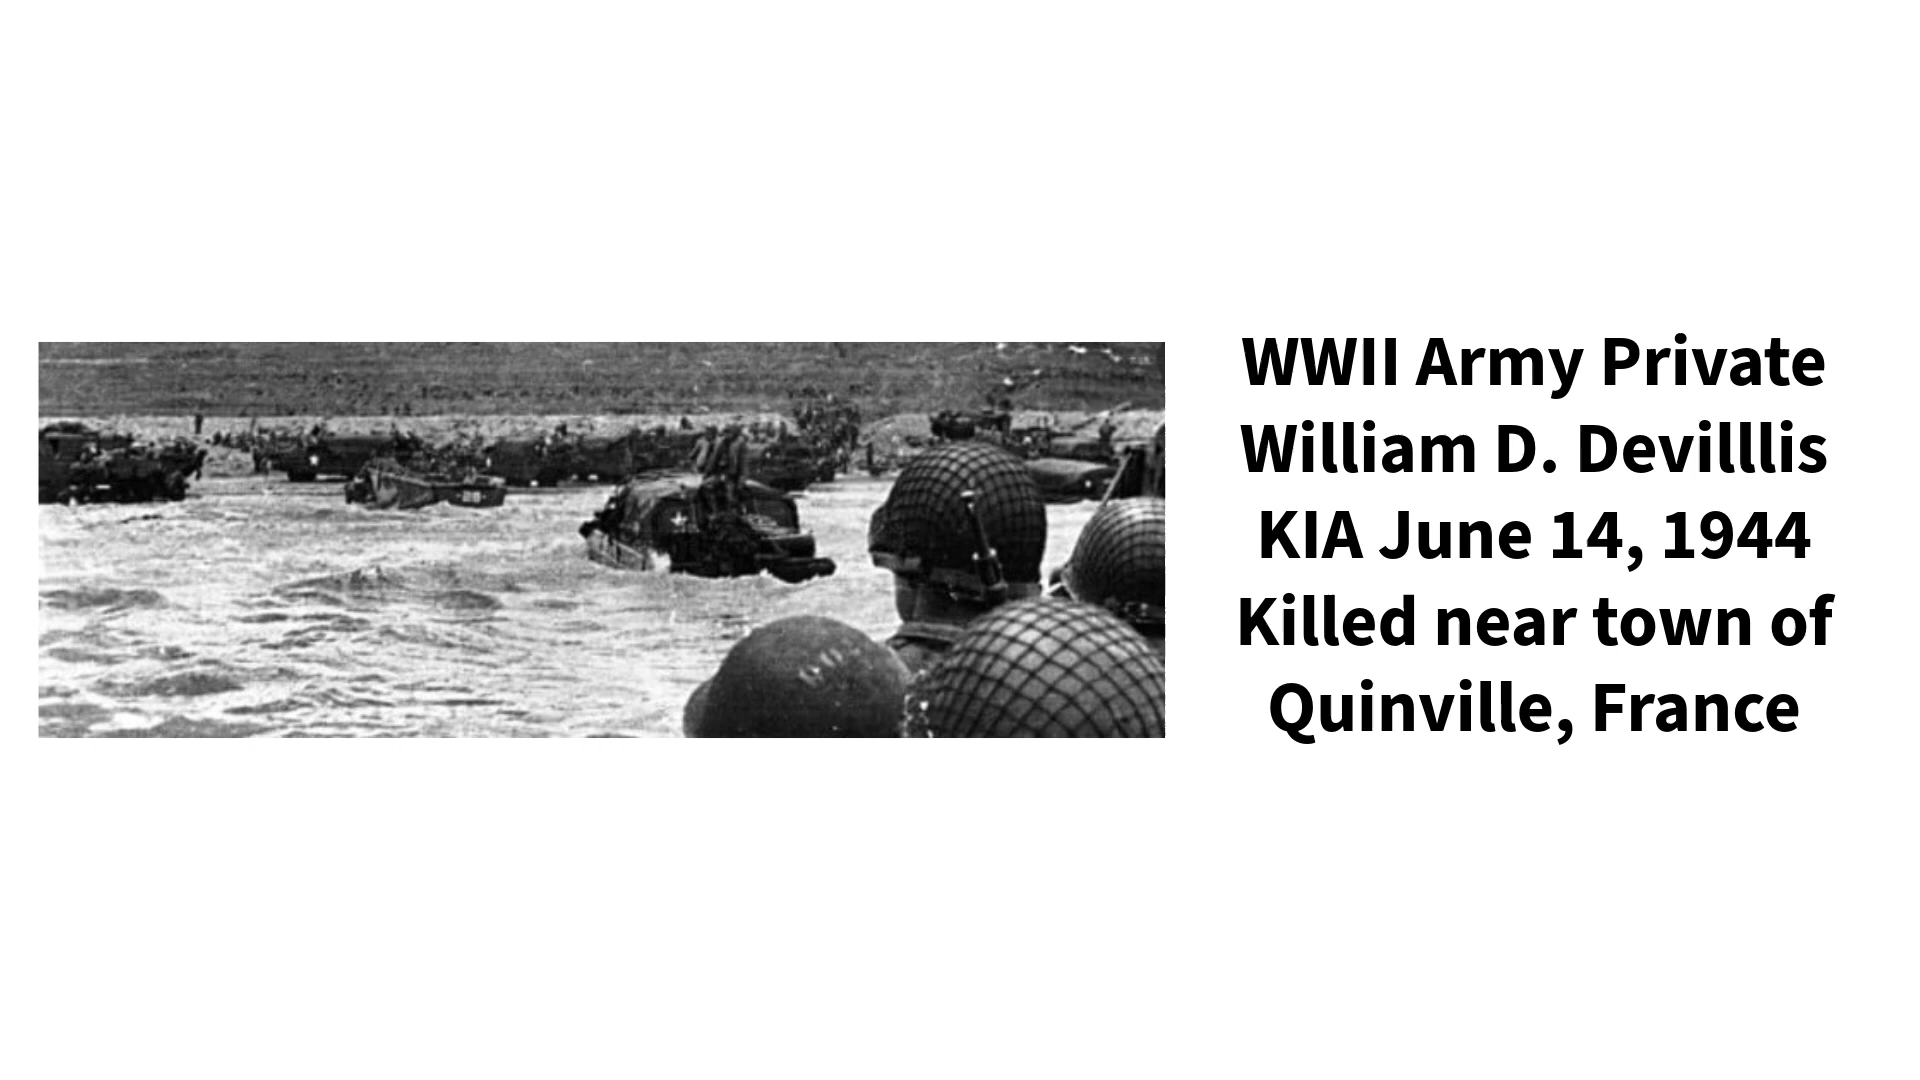 WWII Army Private
William D. Devilllis
KIA June 14, 1944
Killed near town of
Quinville, France